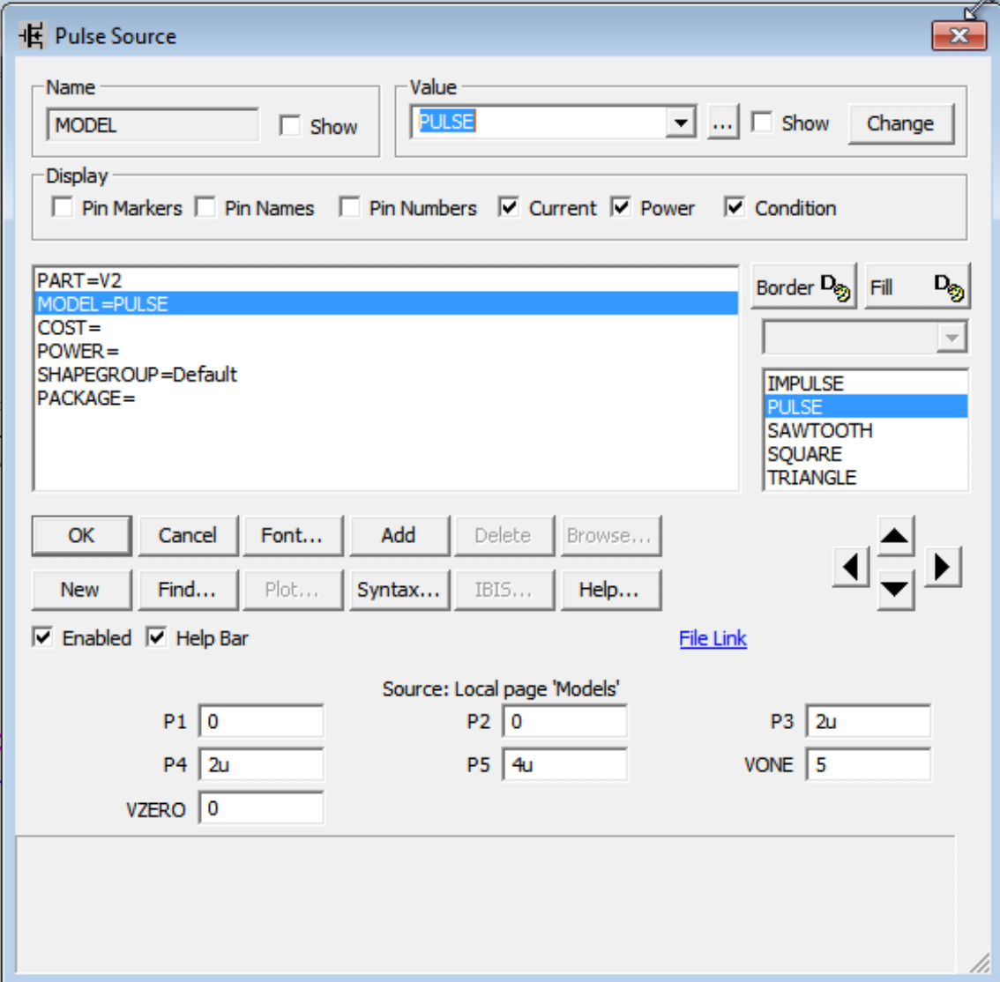 Pulse Source
Name
Value
MODEL
Show
PULSE
...
Show
Change
Display
Pin Markers
Pin Names
Pin Numbers
Current
Power
Condition
PART=V2
MODEL=PULSE
COST=
POWER=
SHAPEGROUP=Default
PACKAGE=
Border
Fill
IMPULSE
PULSE
SAWTOOTH
SQUARE
TRIANGLE
OK
Cancel
Font...
Add
Delete
Browse...
New
Find...
Plot...
Syntax...
IBIS...
Help...
Enabled
Help Bar
File Link
Source: Local page 'Models'
P1 0
P2 0
P3 2u
P4 2u
P5 4u
VONE 5
VZERO 0